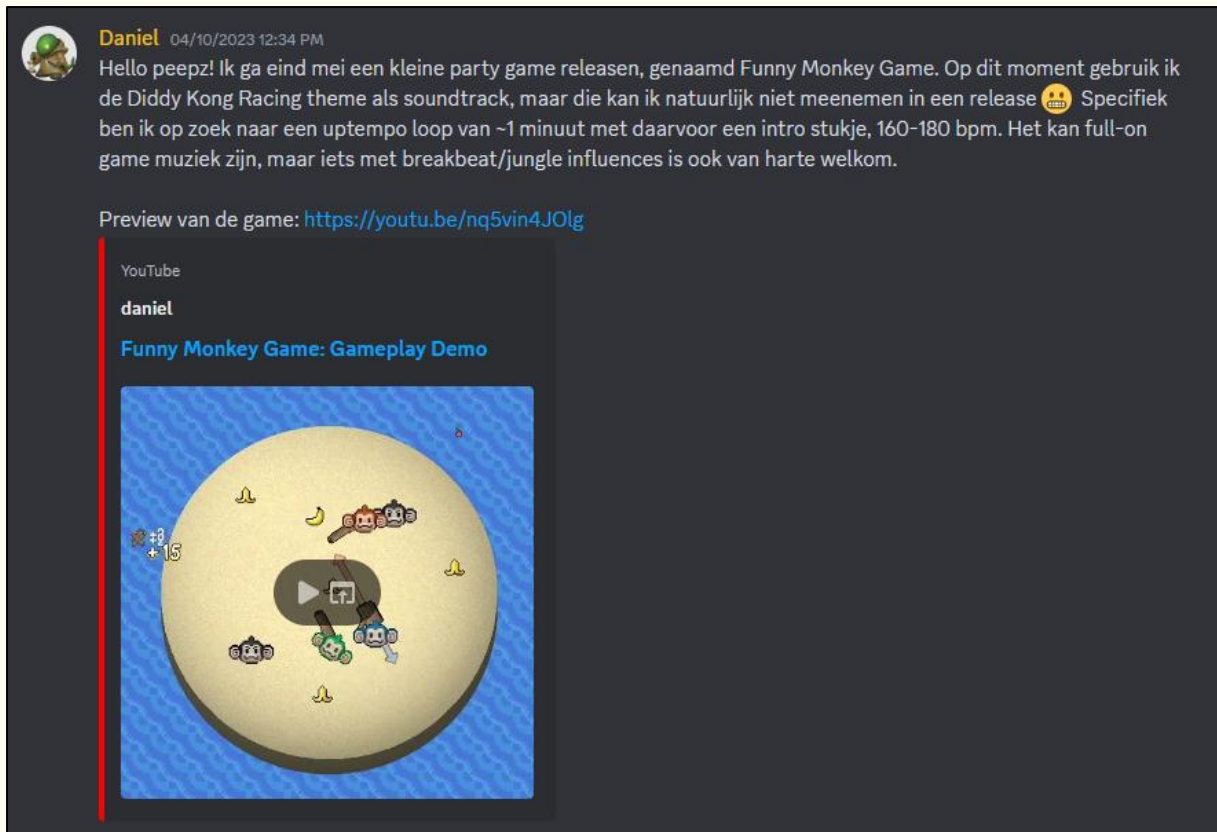 Daniel 04/10/2023 12:34 PM
Hello peepz! Ik ga eind mei een kleine party game releasen, genaamd Funny Monkey Game. Op dit moment gebruik ik
de Diddy Kong Racing theme als soundtrack, maar die kan ik natuurlijk niet meenemen in een release 😬 Specifiek
ben ik op zoek naar een uptempo loop van ~1 minuut met daarvoor een intro stukje, 160-180 bpm. Het kan full-on
game muziek zijn, maar iets met breakbeat/jungle influences is ook van harte welkom.
Preview van de game: https://youtu.be/nq5vin4JOlg
YouTube
daniel
Funny Monkey Game: Gameplay Demo
+15